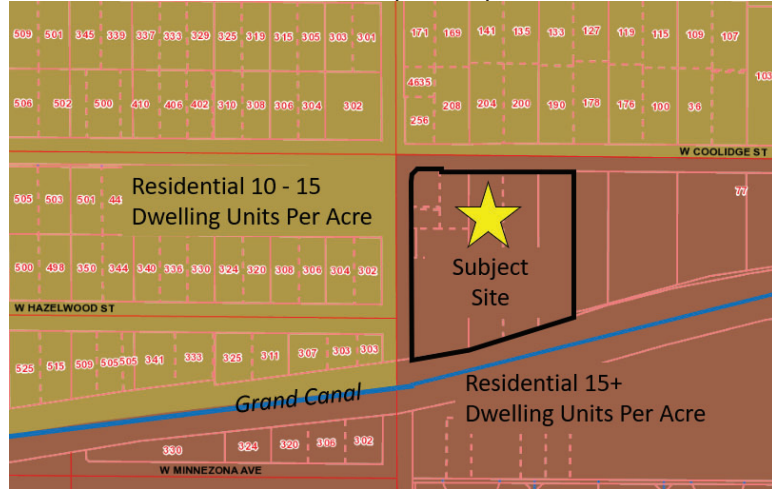 509 501 345 339 337 333 329 325 319 315 305 303 301
171 169 141 135 133 127 119 115 109 107
4635 103
506 502 500 410 406 402 310 308 306 304 302
256 208 204 200 190 178 176 100 36
W COOLIDGE ST
505 503 501 44
Residential 10 - 15
Dwelling Units Per Acre
77
Subject
Site
500 498 350 344 340 336 330 324 320 308 306 304 302
W HAZELWOOD ST
525 515 509 505 505 341 333 325 311 307 303 303
Grand Canal
Residential 15+
Dwelling Units Per Acre
330 324 320 306 302
W MINNEZONA AVE